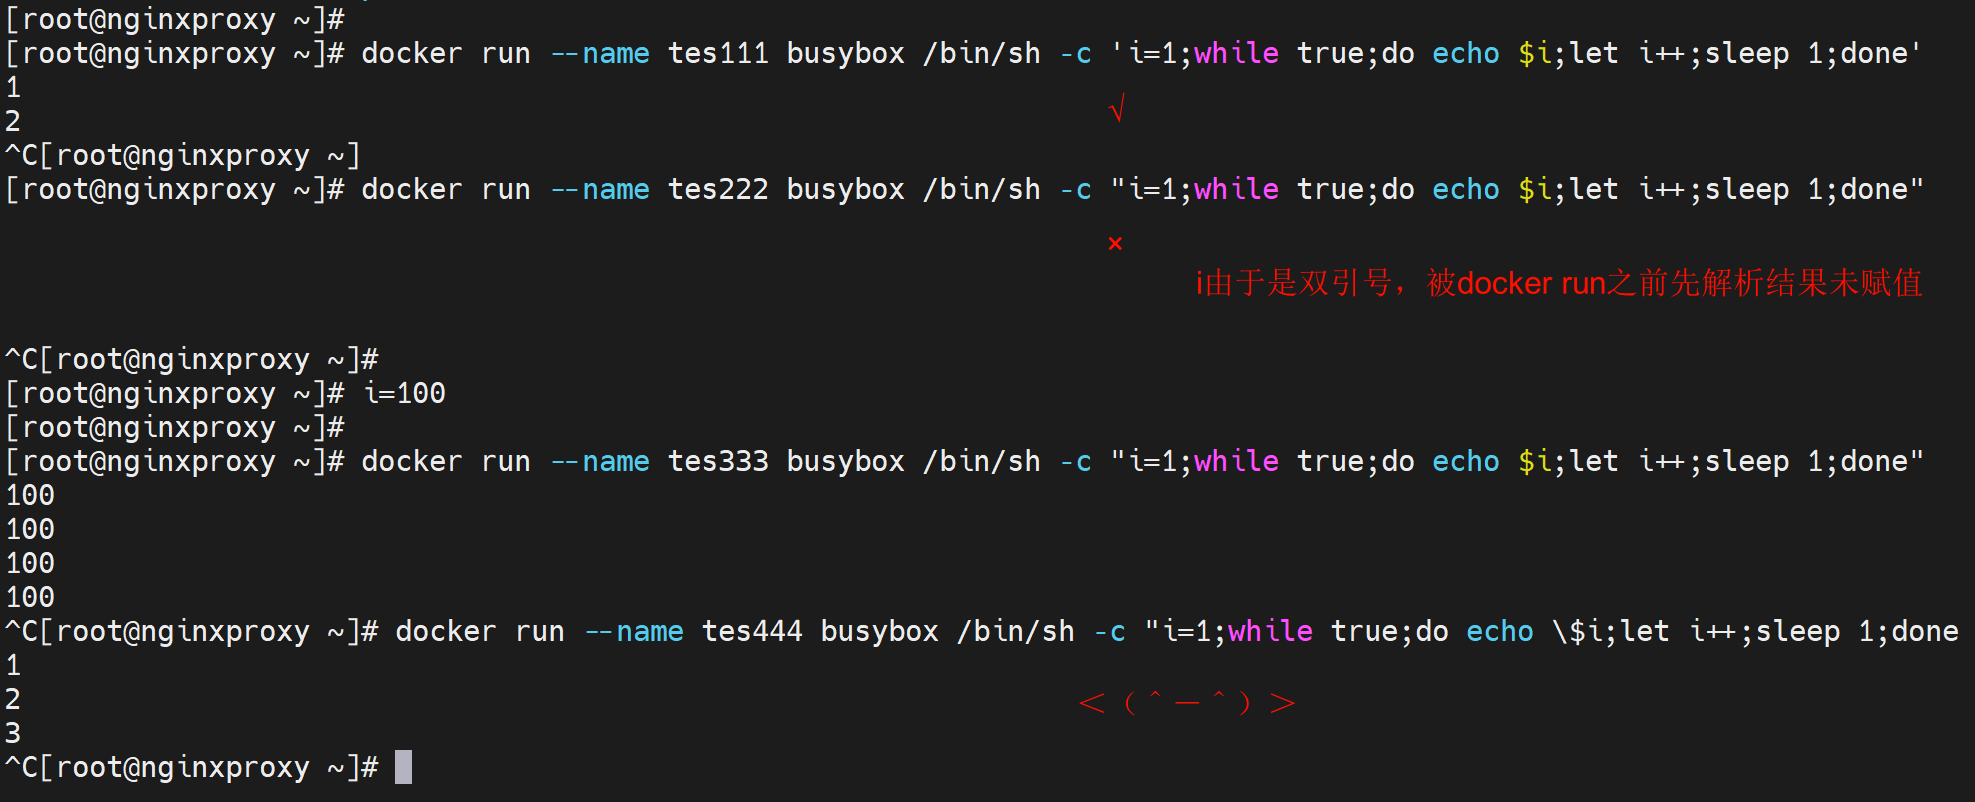 [root@nginxproxy ~]#
[root@nginxproxy ~]# docker run --name tes111 busybox /bin/sh -c 'i=1;while true;do echo $i;let i++;sleep 1;done'
1
√
2
^C[root@nginxproxy ~]
[root@nginxproxy ~]# docker run --name tes222 busybox /bin/sh -c "i=1;while true;do echo $i;let i++;sleep 1;done"
×
i由于是双引号，被docker run之前先解析结果未赋值
^C[root@nginxproxy ~]#
[root@nginxproxy ~]# i=100
[root@nginxproxy ~]#
[root@nginxproxy ~]# docker run --name tes333 busybox /bin/sh -c "i=1;while true;do echo $i;let i++;sleep 1;done"
100
100
100
100
^C[root@nginxproxy ~]# docker run --name tes444 busybox /bin/sh -c "i=1;while true;do echo \$i;let i++;sleep 1;done
1
2
＜（＾－＾）＞
3
^C[root@nginxproxy ~]#